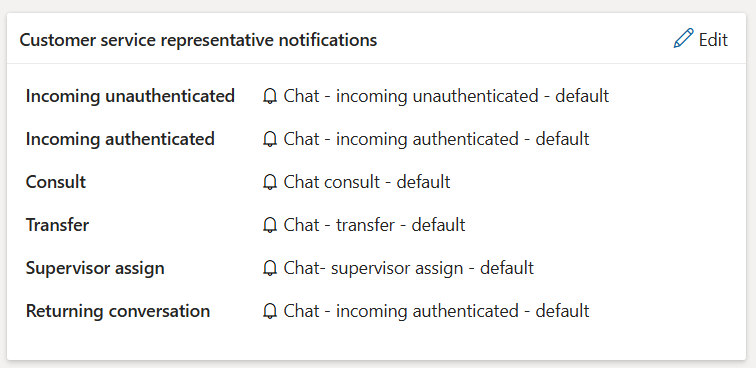 Customer service representative notifications Edit
Incoming unauthenticated Chat - incoming unauthenticated - default
Incoming authenticated Chat - incoming authenticated - default
Consult Chat consult - default
Transfer Chat - transfer - default
Supervisor assign Chat- supervisor assign - default
Returning conversation Chat - incoming authenticated - default